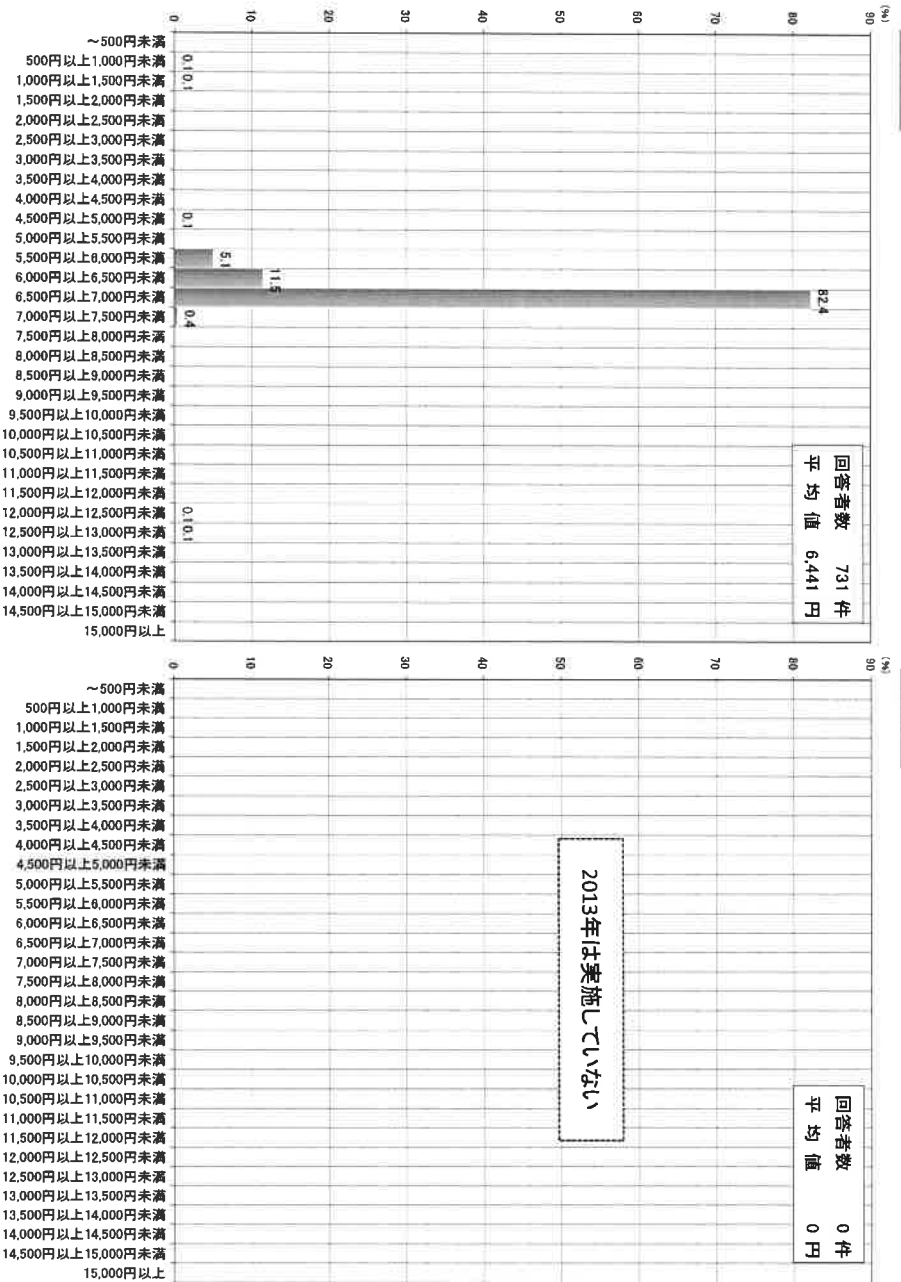 (%)
90
80
70
60
50
40
30
20
10
0
回答者数 731 件
平 均 値 6,441 円
0.1
0.1
0.1
5.1
11.5
82.4
0.4
0.1
0.1
~500円未満
500円以上1,000円未満
1,000円以上1,500円未満
1,500円以上2,000円未満
2,000円以上2,500円未満
2,500円以上3,000円未満
3,000円以上3,500円未満
3,500円以上4,000円未満
4,000円以上4,500円未満
4,500円以上5,000円未満
5,000円以上5,500円未満
5,500円以上6,000円未満
6,000円以上6,500円未満
6,500円以上7,000円未満
7,000円以上7,500円未満
7,500円以上8,000円未満
8,000円以上8,500円未満
8,500円以上9,000円未満
9,000円以上9,500円未満
9,500円以上10,000円未満
10,000円以上10,500円未満
10,500円以上11,000円未満
11,000円以上11,500円未満
11,500円以上12,000円未満
12,000円以上12,500円未満
12,500円以上13,000円未満
13,000円以上13,500円未満
13,500円以上14,000円未満
14,000円以上14,500円未満
14,500円以上15,000円未満
15,000円以上
(%)
90
80
70
60
50
40
30
20
10
0
回答者数 0 件
平 均 値 0 円
2013年は実施していない
~500円未満
500円以上1,000円未満
1,000円以上1,500円未満
1,500円以上2,000円未満
2,000円以上2,500円未満
2,500円以上3,000円未満
3,000円以上3,500円未満
3,500円以上4,000円未満
4,000円以上4,500円未満
4,500円以上5,000円未満
5,000円以上5,500円未満
5,500円以上6,000円未満
6,000円以上6,500円未満
6,500円以上7,000円未満
7,000円以上7,500円未満
7,500円以上8,000円未満
8,000円以上8,500円未満
8,500円以上9,000円未満
9,000円以上9,500円未満
9,500円以上10,000円未満
10,000円以上10,500円未満
10,500円以上11,000円未満
11,000円以上11,500円未満
11,500円以上12,000円未満
12,000円以上12,500円未満
12,500円以上13,000円未満
13,000円以上13,500円未満
13,500円以上14,000円未満
14,000円以上14,500円未満
14,500円以上15,000円未満
15,000円以上